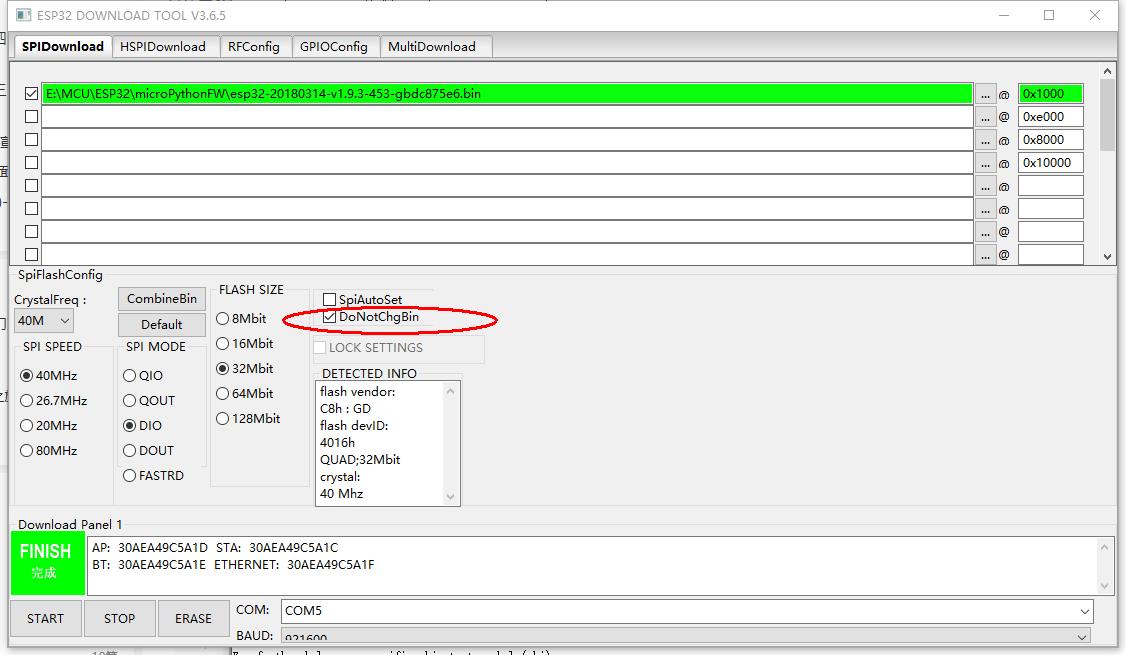 ESP32 DOWNLOAD TOOL V3.6.5
SPIDownload HSPIDownload RFConfig GPIOConfig MultiDownload
E:\MCU\ESP32\microPythonFW\esp32-20180314-v1.9.3-453-gbdc875e6.bin ... @ 0x1000
... @ 0xe000
... @ 0x8000
... @ 0x10000
... @
... @
... @
... @
SpiFlashConfig
CrystalFreq :
40M
CombineBin
Default
SPI SPEED
40MHz
26.7MHz
20MHz
80MHz
SPI MODE
QIO
QOUT
DIO
DOUT
FASTRD
FLASH SIZE
8Mbit
16Mbit
32Mbit
64Mbit
128Mbit
SpiAutoSet
DoNotChgBin
LOCK SETTINGS
DETECTED INFO
flash vendor:
C8h : GD
flash devID:
4016h
QUAD;32Mbit
crystal:
40 Mhz
Download Panel 1
FINISH
完成
AP: 30AEA49C5A1D STA: 30AEA49C5A1C
BT: 30AEA49C5A1E ETHERNET: 30AEA49C5A1F
START STOP ERASE
COM: COM5
BAUD: 921600